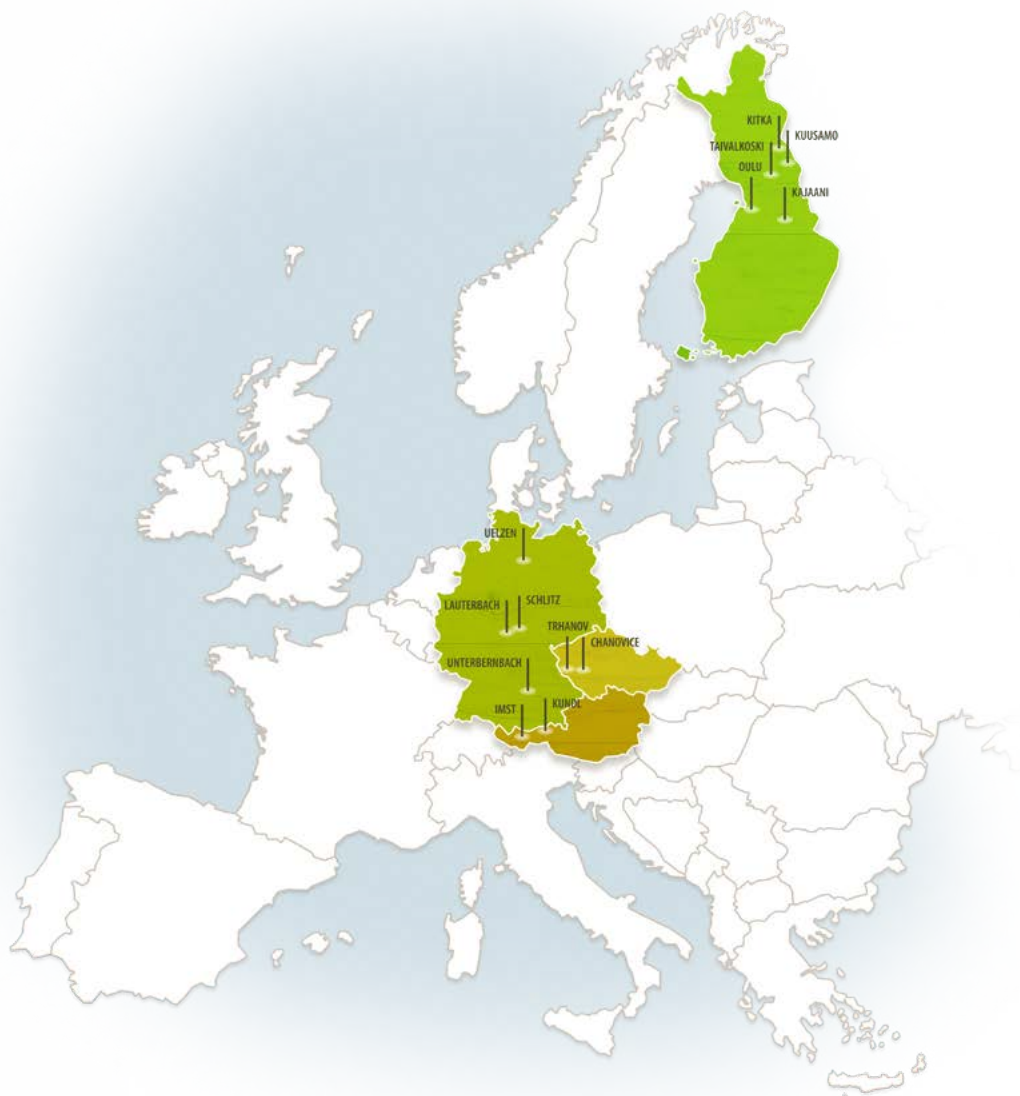 KITKA
KUUSAMO
TAIVALKOSKI
OULU
KAJAANI
UELZEN
LAUTERBACH
SCHLITZ
TRHANOV
CHANOVICE
UNTERBERNBACH
IMST
KUNDL